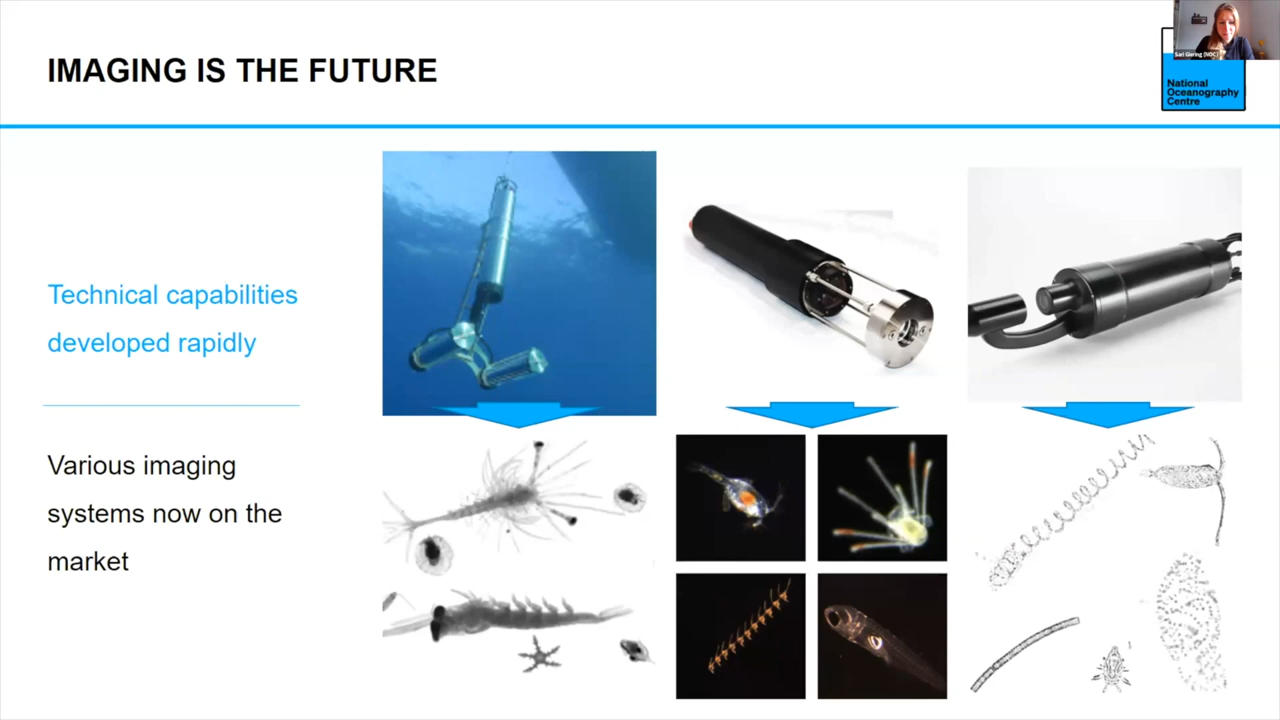 IMAGING IS THE FUTURE
Sari Giering (NOC)
National
Oceanography
Centre
Technical capabilities
developed rapidly
Various imaging
systems now on the
market